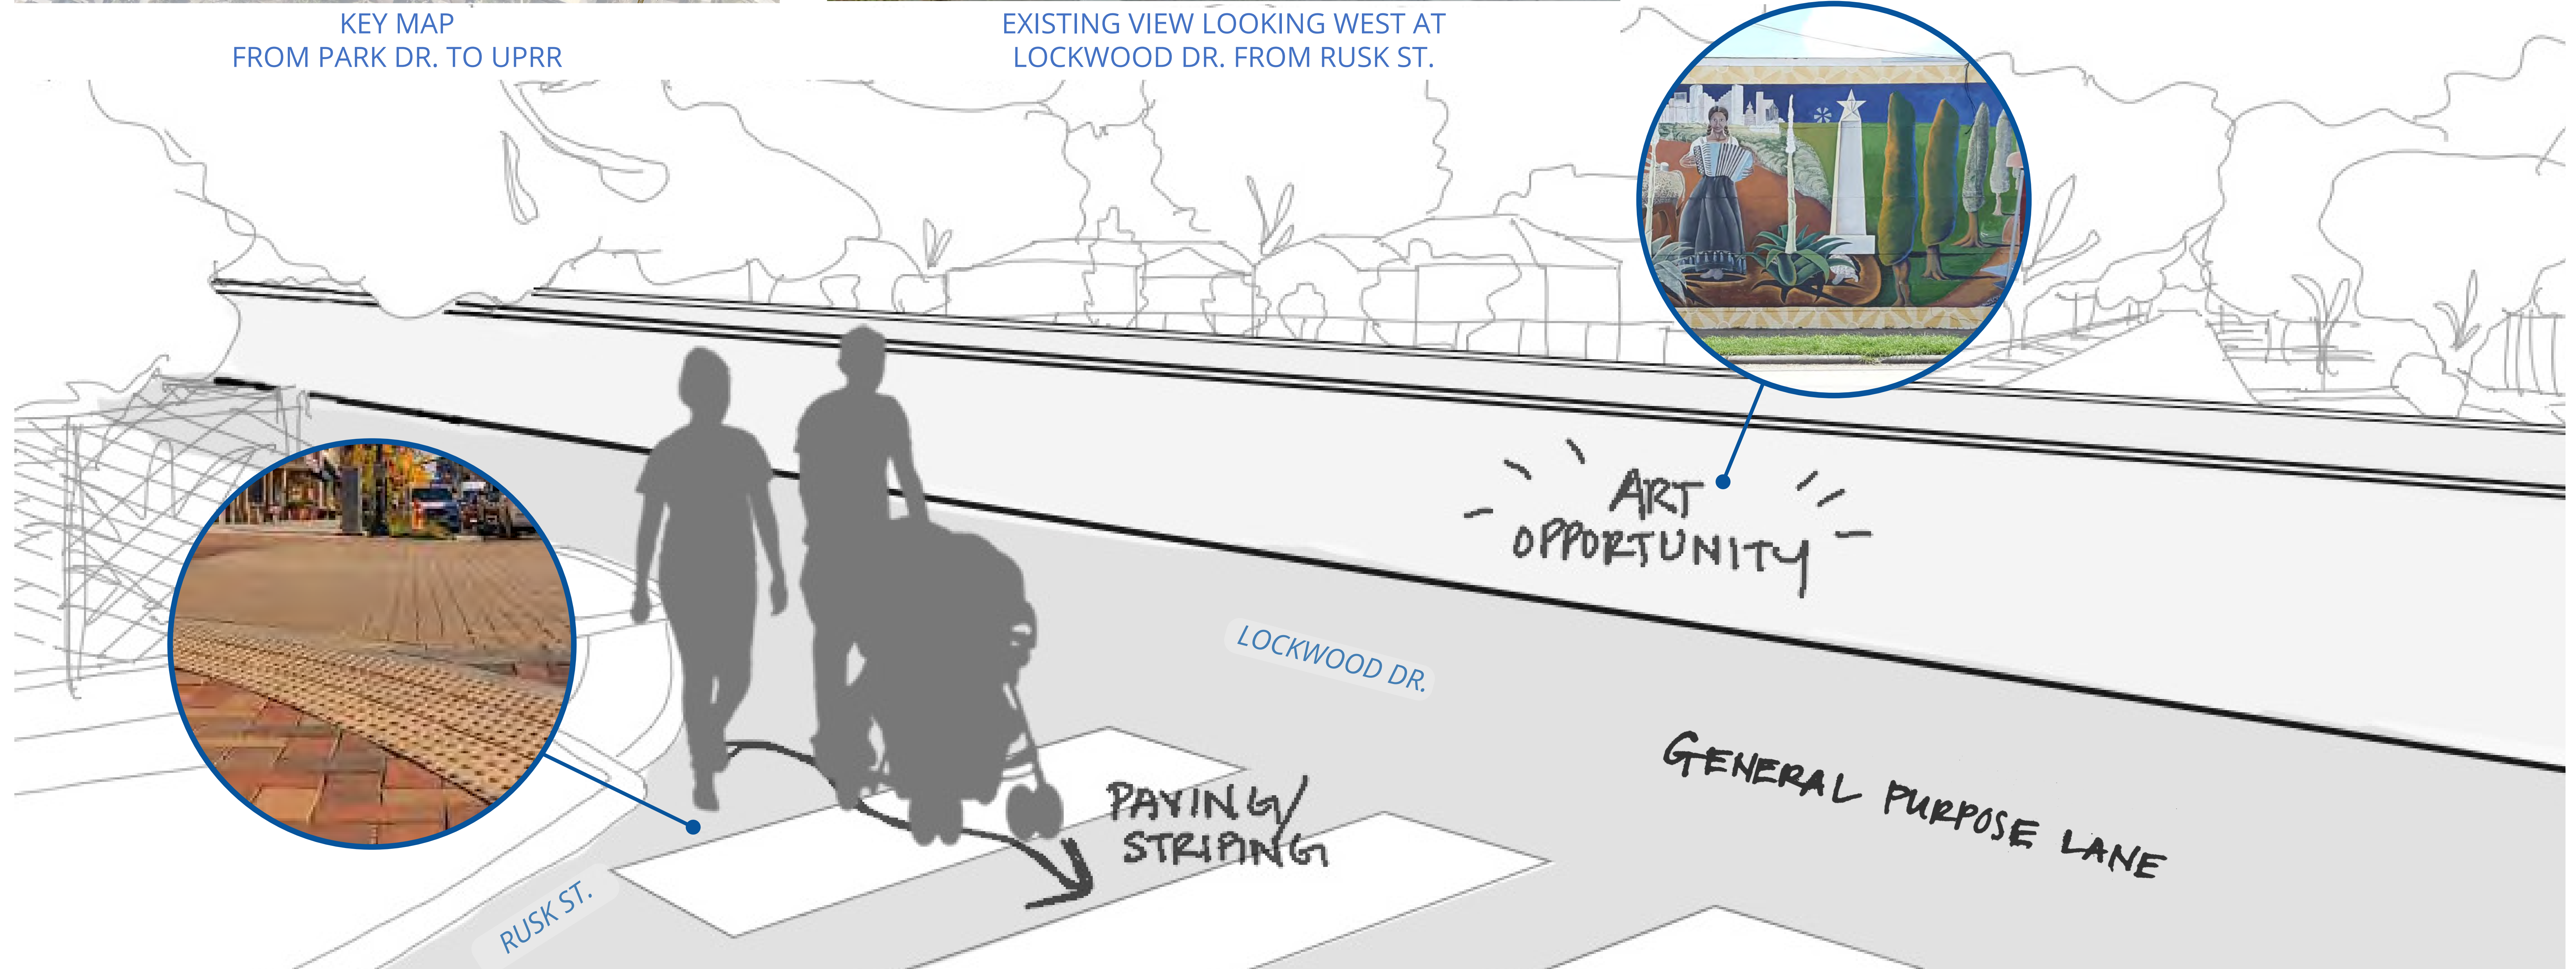 KEY MAP
FROM PARK DR. TO UPRR
EXISTING VIEW LOOKING WEST AT
LOCKWOOD DR. FROM RUSK ST.
ART
OPPORTUNITY
LOCKWOOD DR.
GENERAL PURPOSE LANE
PAVING/
STRIPING
RUSK ST.